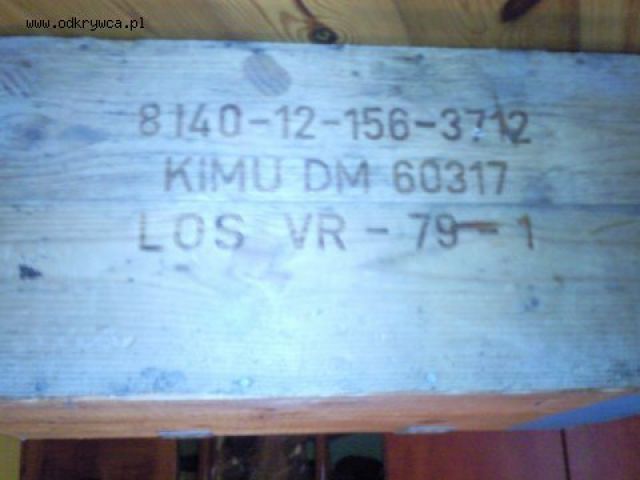 www.odkrywca.pl
8140-12-156-3712
KIMU DM 60317
LOS VR - 79 - 1